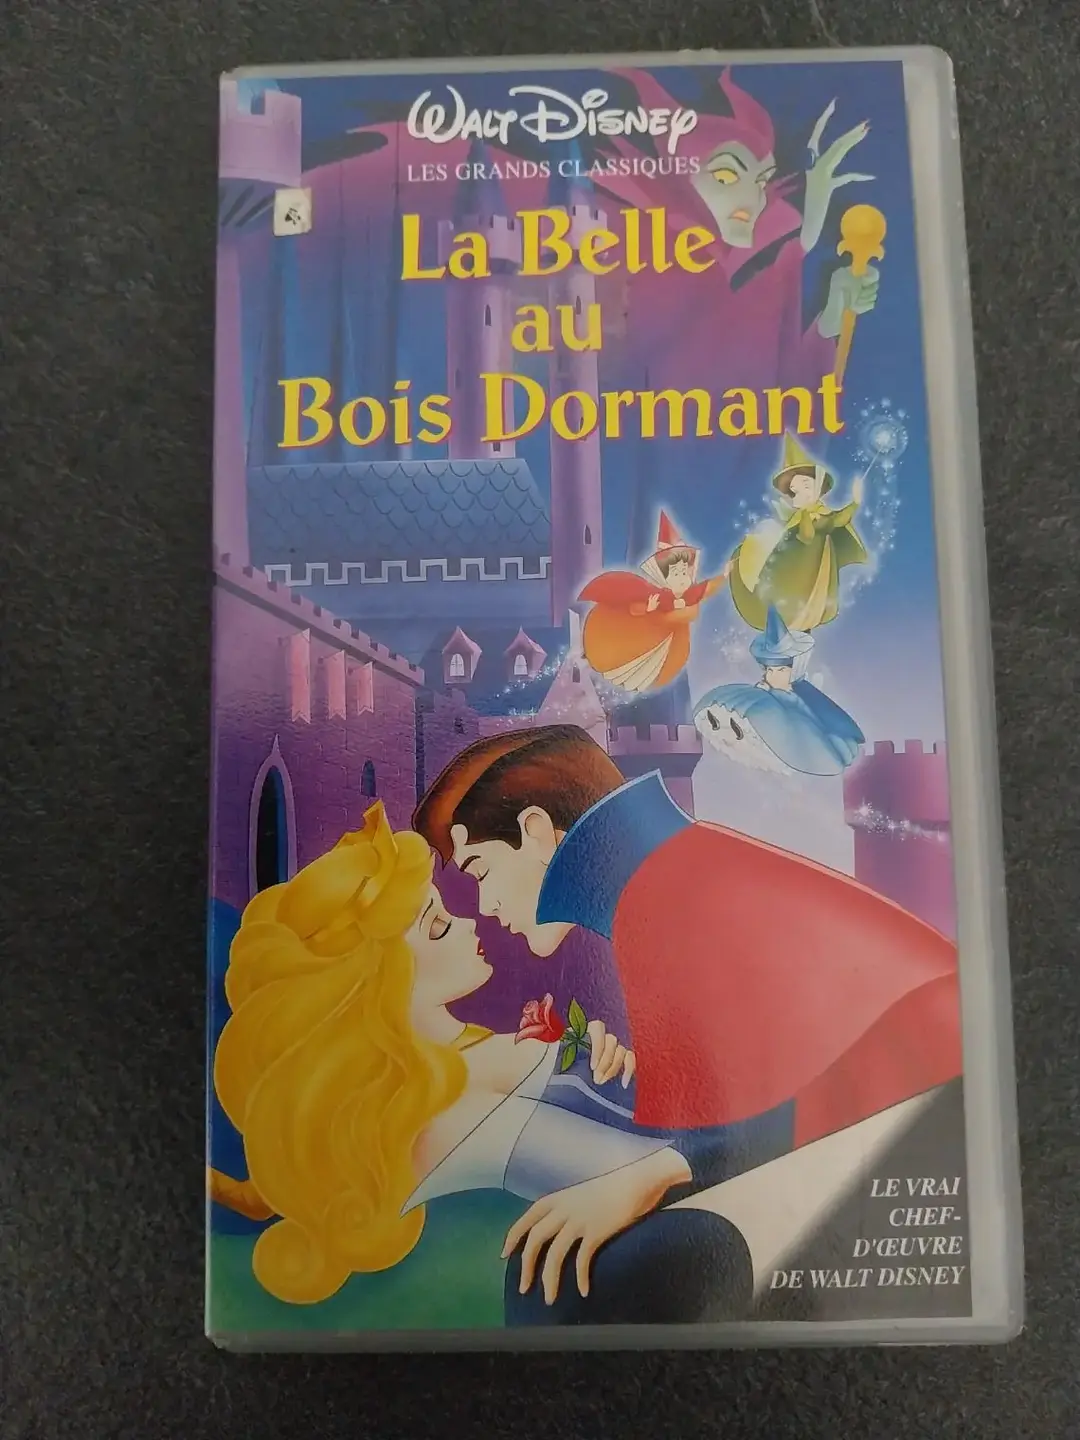 WALT DISNEY
LES GRANDS CLASSIQUES
La Belle
au
Bois Dormant
LE VRAI
CHEF-
D'ŒUVRE
DE WALT DISNEY